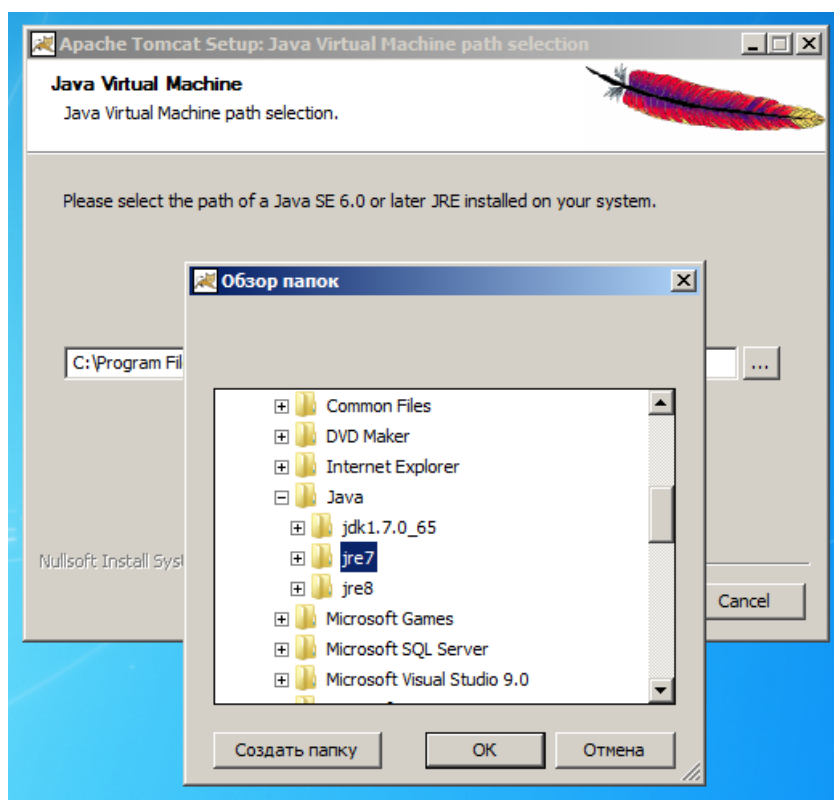 Apache Tomcat Setup: Java Virtual Machine path selection
Java Virtual Machine
Java Virtual Machine path selection.
Please select the path of a Java SE 6.0 or later JRE installed on your system.
Обзор папок
C:\Program Fil
...
Common Files
DVD Maker
Internet Explorer
Java
jdk1.7.0_65
jre7
jre8
Microsoft Games
Microsoft SQL Server
Microsoft Visual Studio 9.0
Nullsoft Install Syst
Cancel
Создать папку
ОК
Отмена